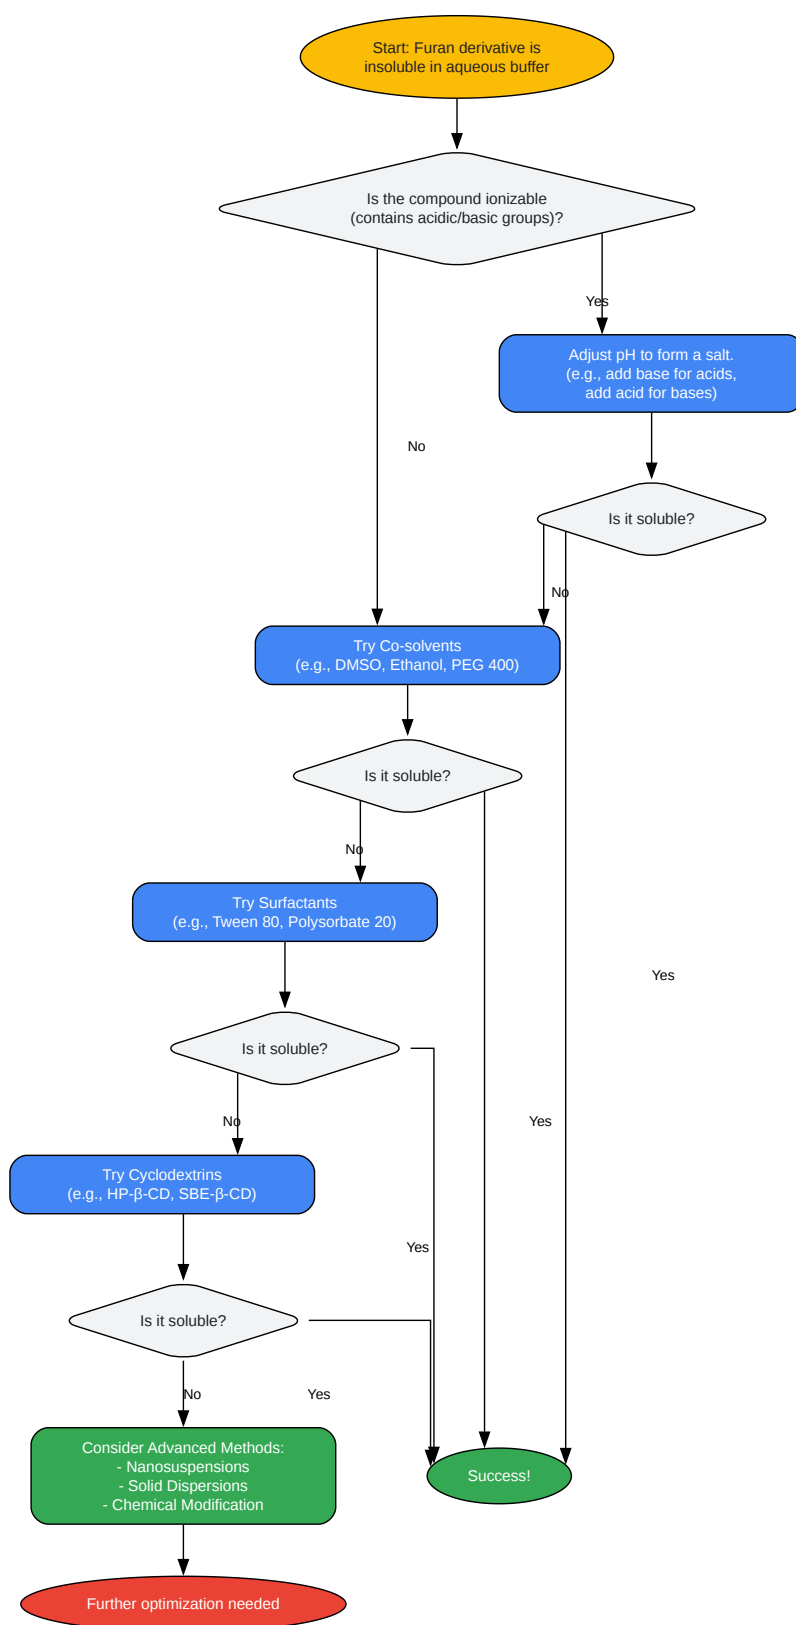 Start: Furan derivative is
insoluble in aqueous buffer
Is the compound ionizable
(contains acidic/basic groups)?
Yes
Adjust pH to form a salt.
(e.g., add base for acids,
add acid for bases)
No
Is it soluble?
No
Try Co-solvents
(e.g., DMSO, Ethanol, PEG 400)
Is it soluble?
No
Try Surfactants
(e.g., Tween 80, Polysorbate 20)
Yes
Is it soluble?
No
Yes
Try Cyclodextrins
(e.g., HP-β-CD, SBE-β-CD)
Yes
Is it soluble?
No
Yes
Consider Advanced Methods:
- Nanosuspensions
- Solid Dispersions
- Chemical Modification
Success!
Further optimization needed